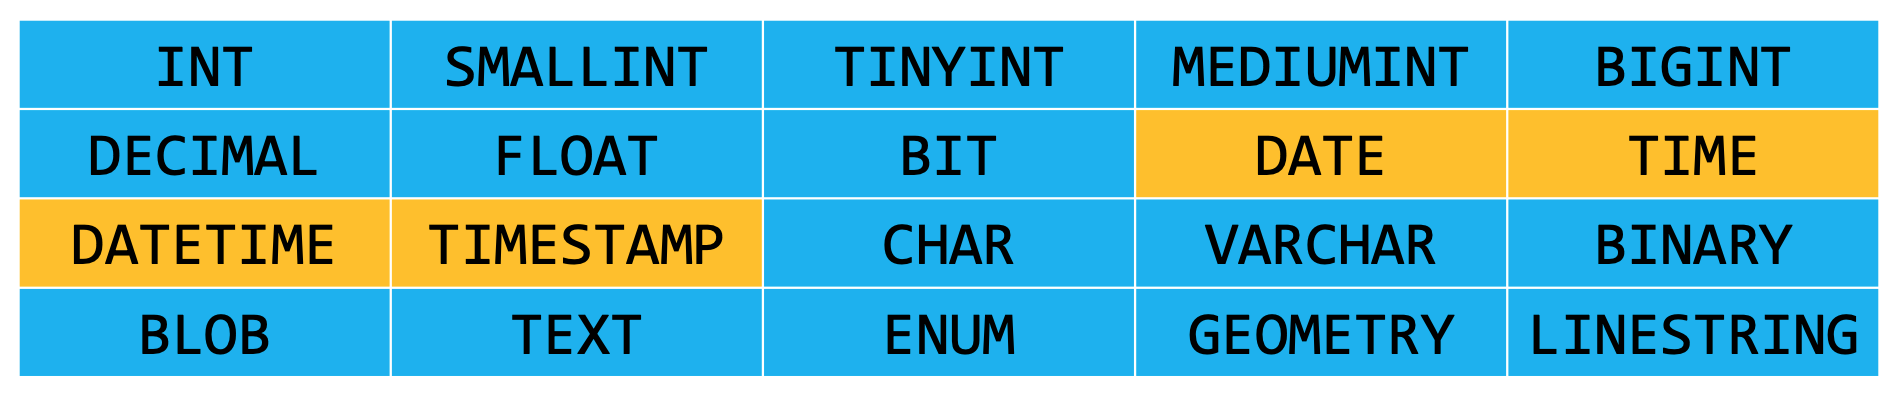 INT SMALLINT TINYINT MEDIUMINT BIGINT
DECIMAL FLOAT BIT DATE TIME
DATETIME TIMESTAMP CHAR VARCHAR BINARY
BLOB TEXT ENUM GEOMETRY LINESTRING